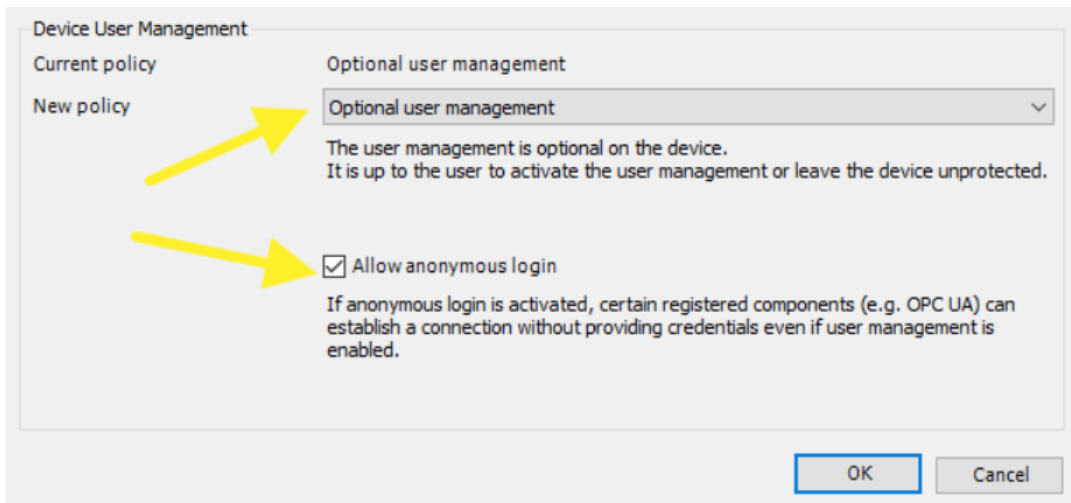 Device User Management
Current policy Optional user management
New policy Optional user management
The user management is optional on the device.
It is up to the user to activate the user management or leave the device unprotected.
Allow anonymous login
If anonymous login is activated, certain registered components (e.g. OPC UA) can
establish a connection without providing credentials even if user management is
enabled.
OK Cancel